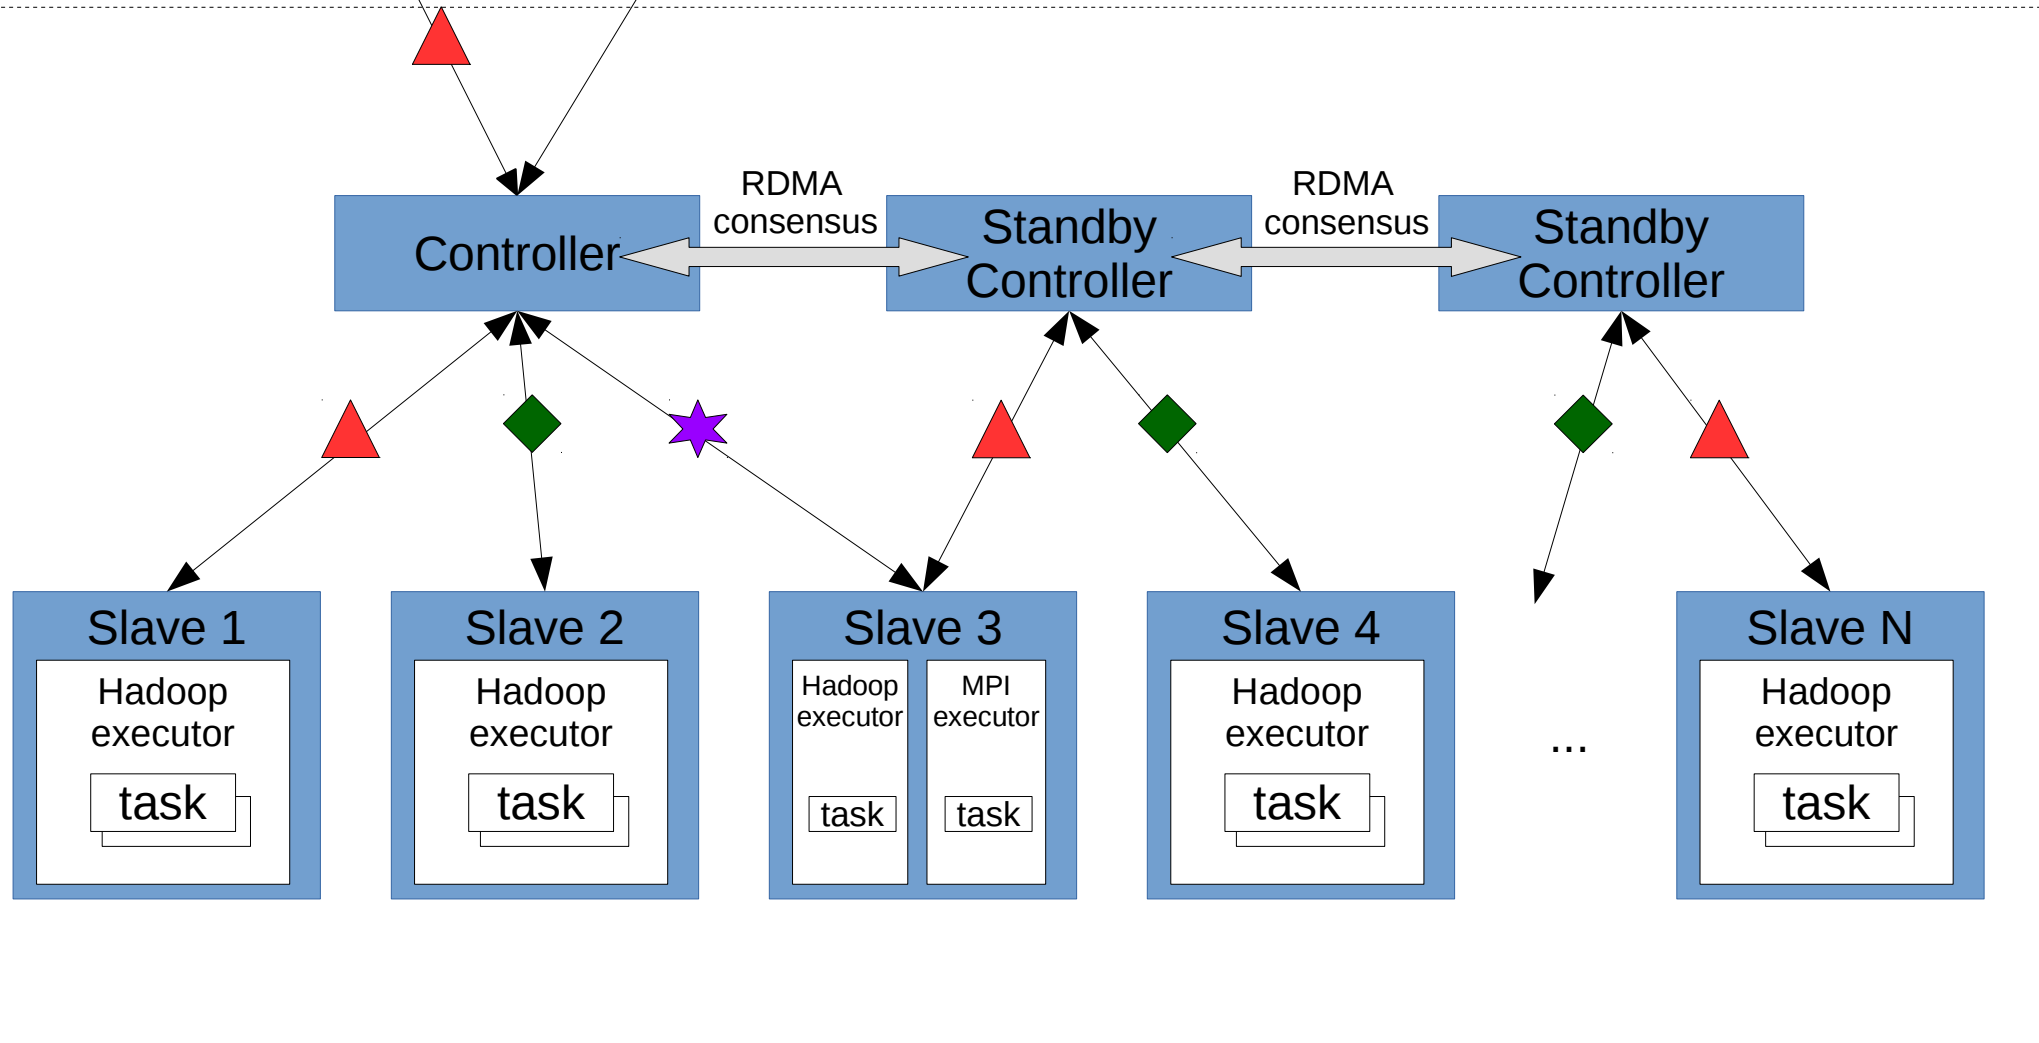 RDMA
consensus
RDMA
consensus
Controller
Standby
Controller
Standby
Controller
Slave 1
Hadoop
executor
task
Slave 2
Hadoop
executor
task
Slave 3
Hadoop
executor
task
MPI
executor
task
Slave 4
Hadoop
executor
task
...
Slave N
Hadoop
executor
task